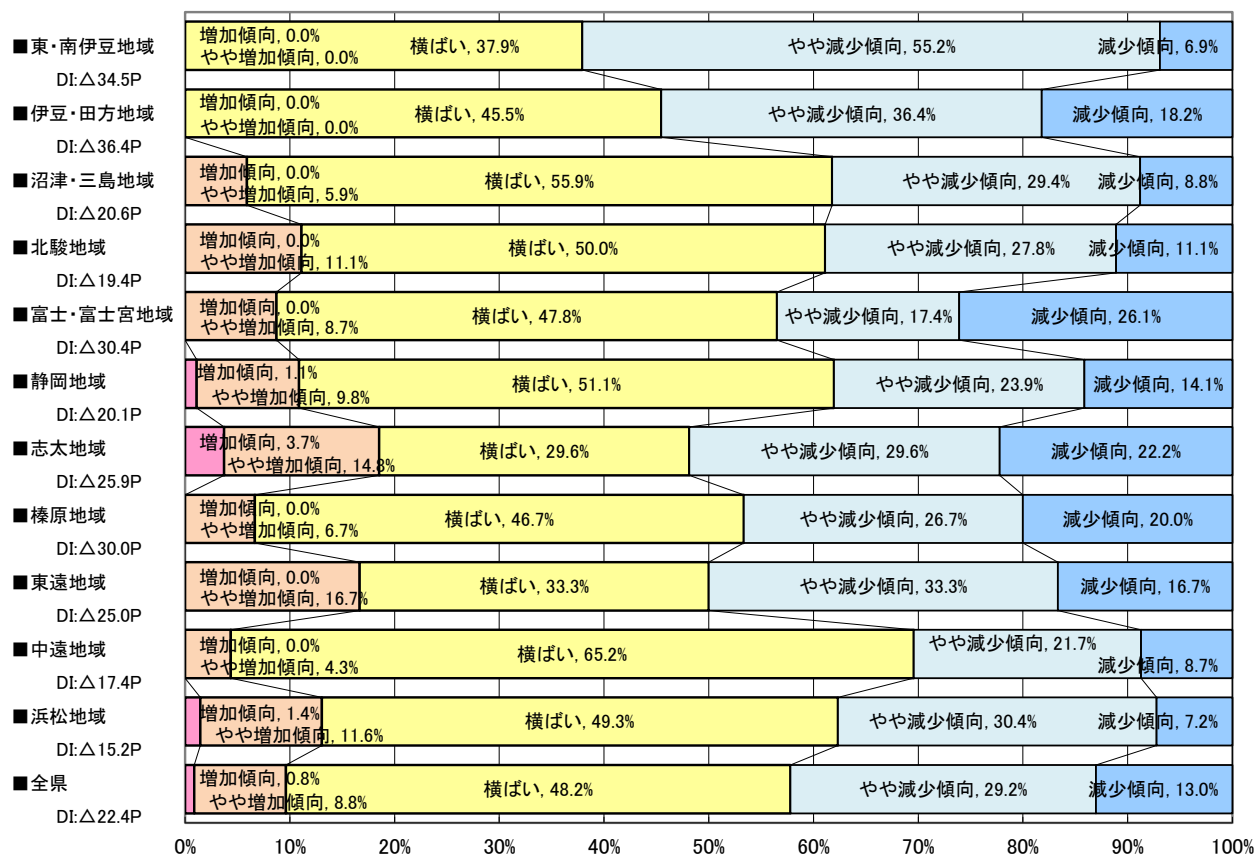 ■東・南伊豆地域
DI:△34.5P
増加傾向, 0.0%
やや増加傾向, 0.0%
横ばい, 37.9%
やや減少傾向, 55.2%
減少傾向, 6.9%
■伊豆・田方地域
DI:△36.4P
増加傾向, 0.0%
やや増加傾向, 0.0%
横ばい, 45.5%
やや減少傾向, 36.4%
減少傾向, 18.2%
■沼津・三島地域
DI:△20.6P
増加傾向, 0.0%
やや増加傾向, 5.9%
横ばい, 55.9%
やや減少傾向, 29.4%
減少傾向, 8.8%
■北駿地域
DI:△19.4P
増加傾向, 0.0%
やや増加傾向, 11.1%
横ばい, 50.0%
やや減少傾向, 27.8%
減少傾向, 11.1%
■富士・富士宮地域
DI:△30.4P
増加傾向, 0.0%
やや増加傾向, 8.7%
横ばい, 47.8%
やや減少傾向, 17.4%
減少傾向, 26.1%
■静岡地域
DI:△20.1P
増加傾向, 1.1%
やや増加傾向, 9.8%
横ばい, 51.1%
やや減少傾向, 23.9%
減少傾向, 14.1%
■志太地域
DI:△25.9P
増加傾向, 3.7%
やや増加傾向, 14.8%
横ばい, 29.6%
やや減少傾向, 29.6%
減少傾向, 22.2%
■榛原地域
DI:△30.0P
増加傾向, 0.0%
やや増加傾向, 6.7%
横ばい, 46.7%
やや減少傾向, 26.7%
減少傾向, 20.0%
■東遠地域
DI:△25.0P
増加傾向, 0.0%
やや増加傾向, 16.7%
横ばい, 33.3%
やや減少傾向, 33.3%
減少傾向, 16.7%
■中遠地域
DI:△17.4P
増加傾向, 0.0%
やや増加傾向, 4.3%
横ばい, 65.2%
やや減少傾向, 21.7%
減少傾向, 8.7%
■浜松地域
DI:△15.2P
増加傾向, 1.4%
やや増加傾向, 11.6%
横ばい, 49.3%
やや減少傾向, 30.4%
減少傾向, 7.2%
■全県
DI:△22.4P
増加傾向, 0.8%
やや増加傾向, 8.8%
横ばい, 48.2%
やや減少傾向, 29.2%
減少傾向, 13.0%
0% 10% 20% 30% 40% 50% 60% 70% 80% 90% 100%